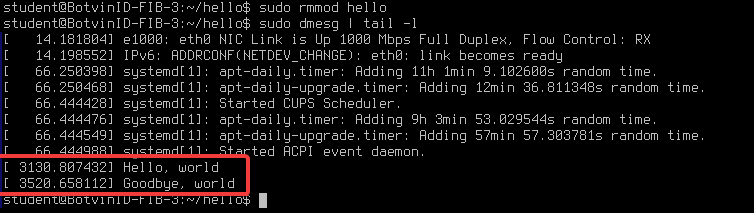 student@BotvinID-FIB-3:~/hello$ sudo rmmod hello
student@BotvinID-FIB-3:~/hello$ sudo dmesg | tail -l
[   14.181804] e1000: eth0 NIC Link is Up 1000 Mbps Full Duplex, Flow Control: RX
[   14.198552] IPv6: ADDRCONF(NETDEV_CHANGE): eth0: link becomes ready
[   66.250398] systemd[1]: apt-daily.timer: Adding 11h 1min 9.102600s random time.
[   66.250468] systemd[1]: apt-daily-upgrade.timer: Adding 12min 36.811348s random time.
[   66.444428] systemd[1]: Started CUPS Scheduler.
[   66.444476] systemd[1]: apt-daily.timer: Adding 9h 3min 53.029544s random time.
[   66.444549] systemd[1]: apt-daily-upgrade.timer: Adding 57min 57.303781s random time.
[   66.444988] systemd[1]: Started ACPI event daemon.
[ 3130.807432] Hello, world
[ 3520.658112] Goodbye, world
student@BotvinID-FIB-3:~/hello$